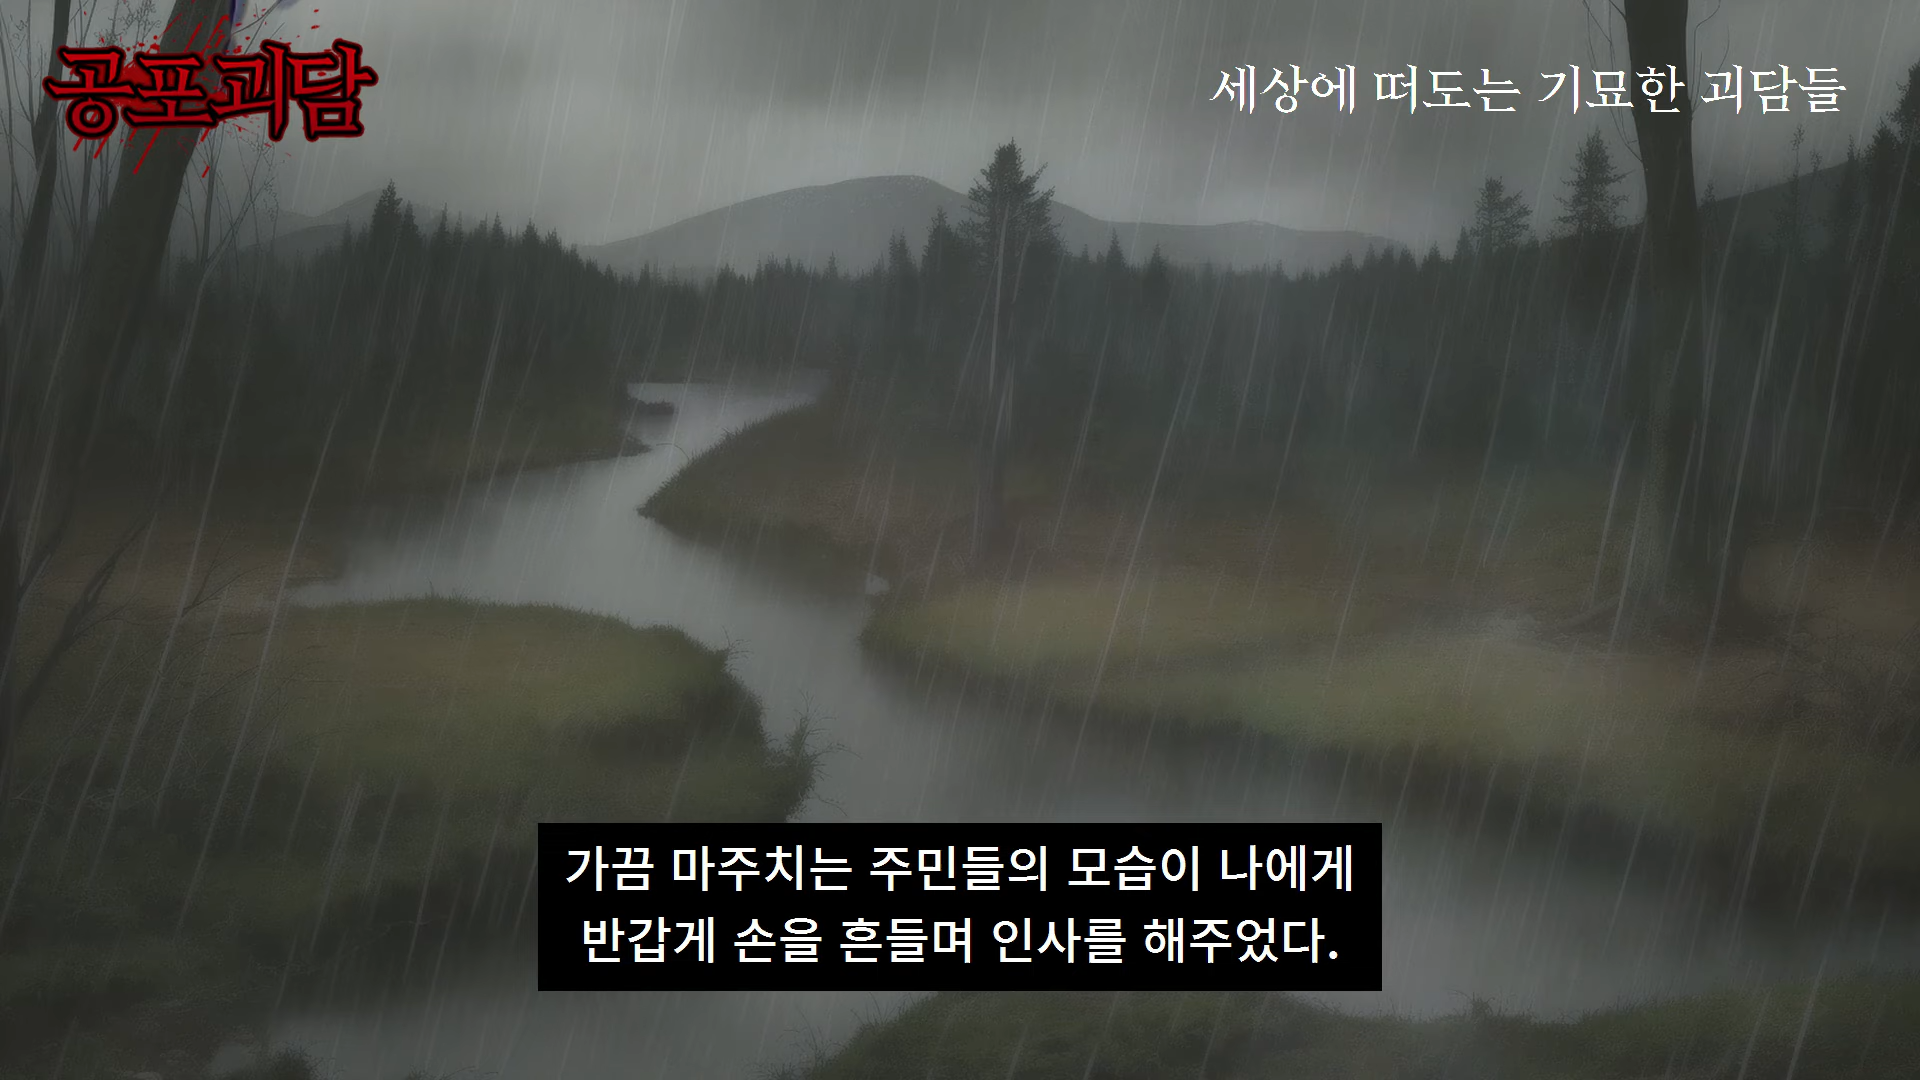 공포괴담
세상에 떠도는 기묘한 괴담들
가끔 마주치는 주민들의 모습이 나에게
반갑게 손을 흔들며 인사를 해주었다.